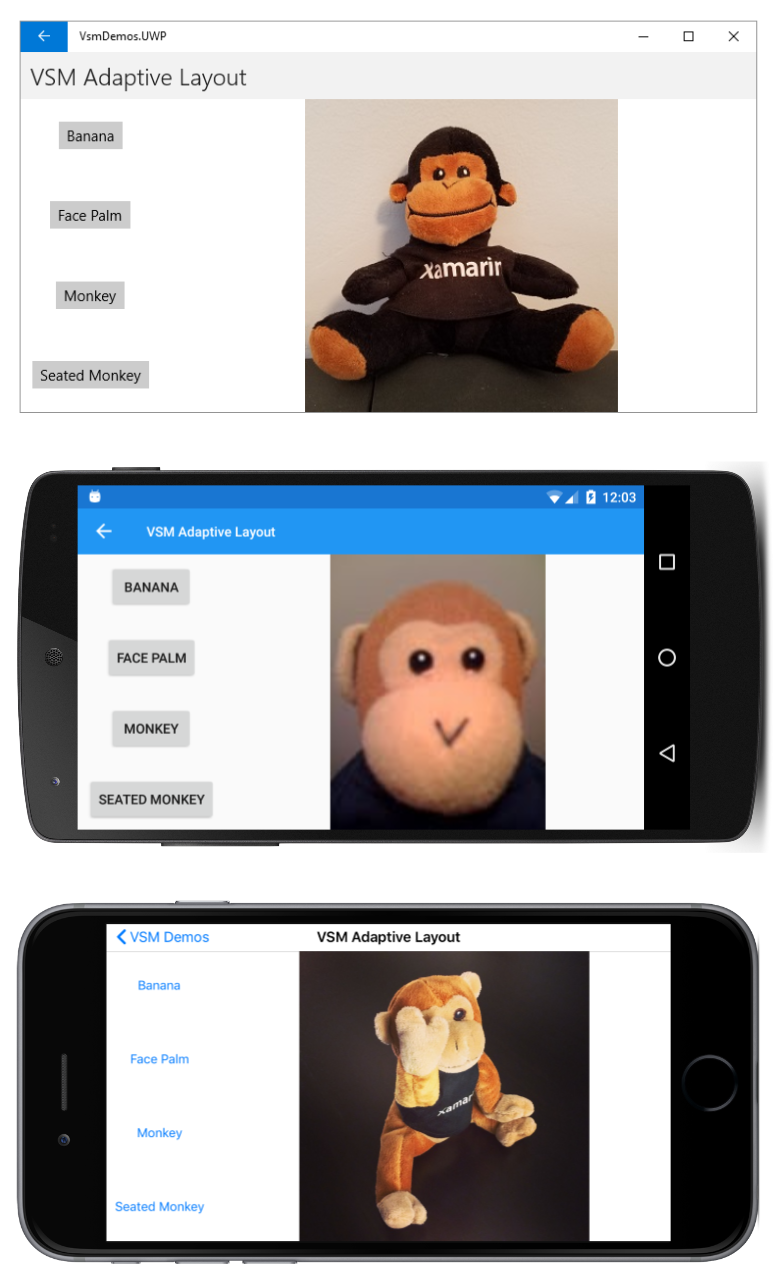 VsmDemos.UWP
VSM Adaptive Layout
Banana
Face Palm
Monkey
Seated Monkey
Xamarin
12:03
VSM Adaptive Layout
BANANA
FACE PALM
MONKEY
SEATED MONKEY
VSM Demos
VSM Adaptive Layout
Banana
Face Palm
Monkey
Seated Monkey
xamari